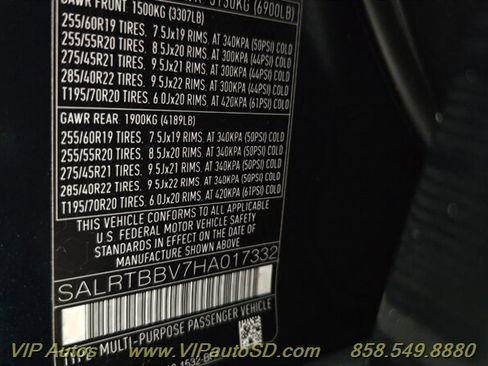 3130KG (6900LB)
GAWR FRONT. 1500KG (3307LB)
255/60R19 TIRES. 7.5Jx19 RIMS. AT 340KPA (50PSI) COLD
255/55R20 TIRES. 8.5Jx20 RIMS. AT 300KPA (44PSI) COLD
275/45R21 TIRES. 9.5Jx21 RIMS. AT 300KPA (44PSI) COLD
285/40R22 TIRES. 9.5Jx22 RIMS. AT 300KPA (44PSI) COLD
T195/70R20 TIRES. 6.0Jx20 RIMS. AT 420KPA (61PSI) COLD
GAWR REAR. 1900KG (4189LB)
255/60R19 TIRES. 7.5Jx19 RIMS. AT 340KPA (50PSI) COLD
255/55R20 TIRES. 8.5Jx20 RIMS. AT 340KPA (50PSI) COLD
275/45R21 TIRES. 9.5Jx21 RIMS. AT 340KPA (50PSI) COLD
285/40R22 TIRES. 9.5Jx22 RIMS. AT 340KPA (50PSI) COLD
T195/70R20 TIRES. 6.0Jx20 RIMS. AT 420KPA (61PSI) COLD
THIS VEHICLE CONFORMS TO ALL APPLICABLE
U.S. FEDERAL MOTOR VEHICLE SAFETY
STANDARDS IN EFFECT ON THE DATE OF
MANUFACTURE SHOWN ABOVE.
SALRTBBV7HA017332
TYPE: MULTI-PURPOSE PASSENGER VEHICLE
VIP Autos www.VIPautoSD.com 858.549.8880